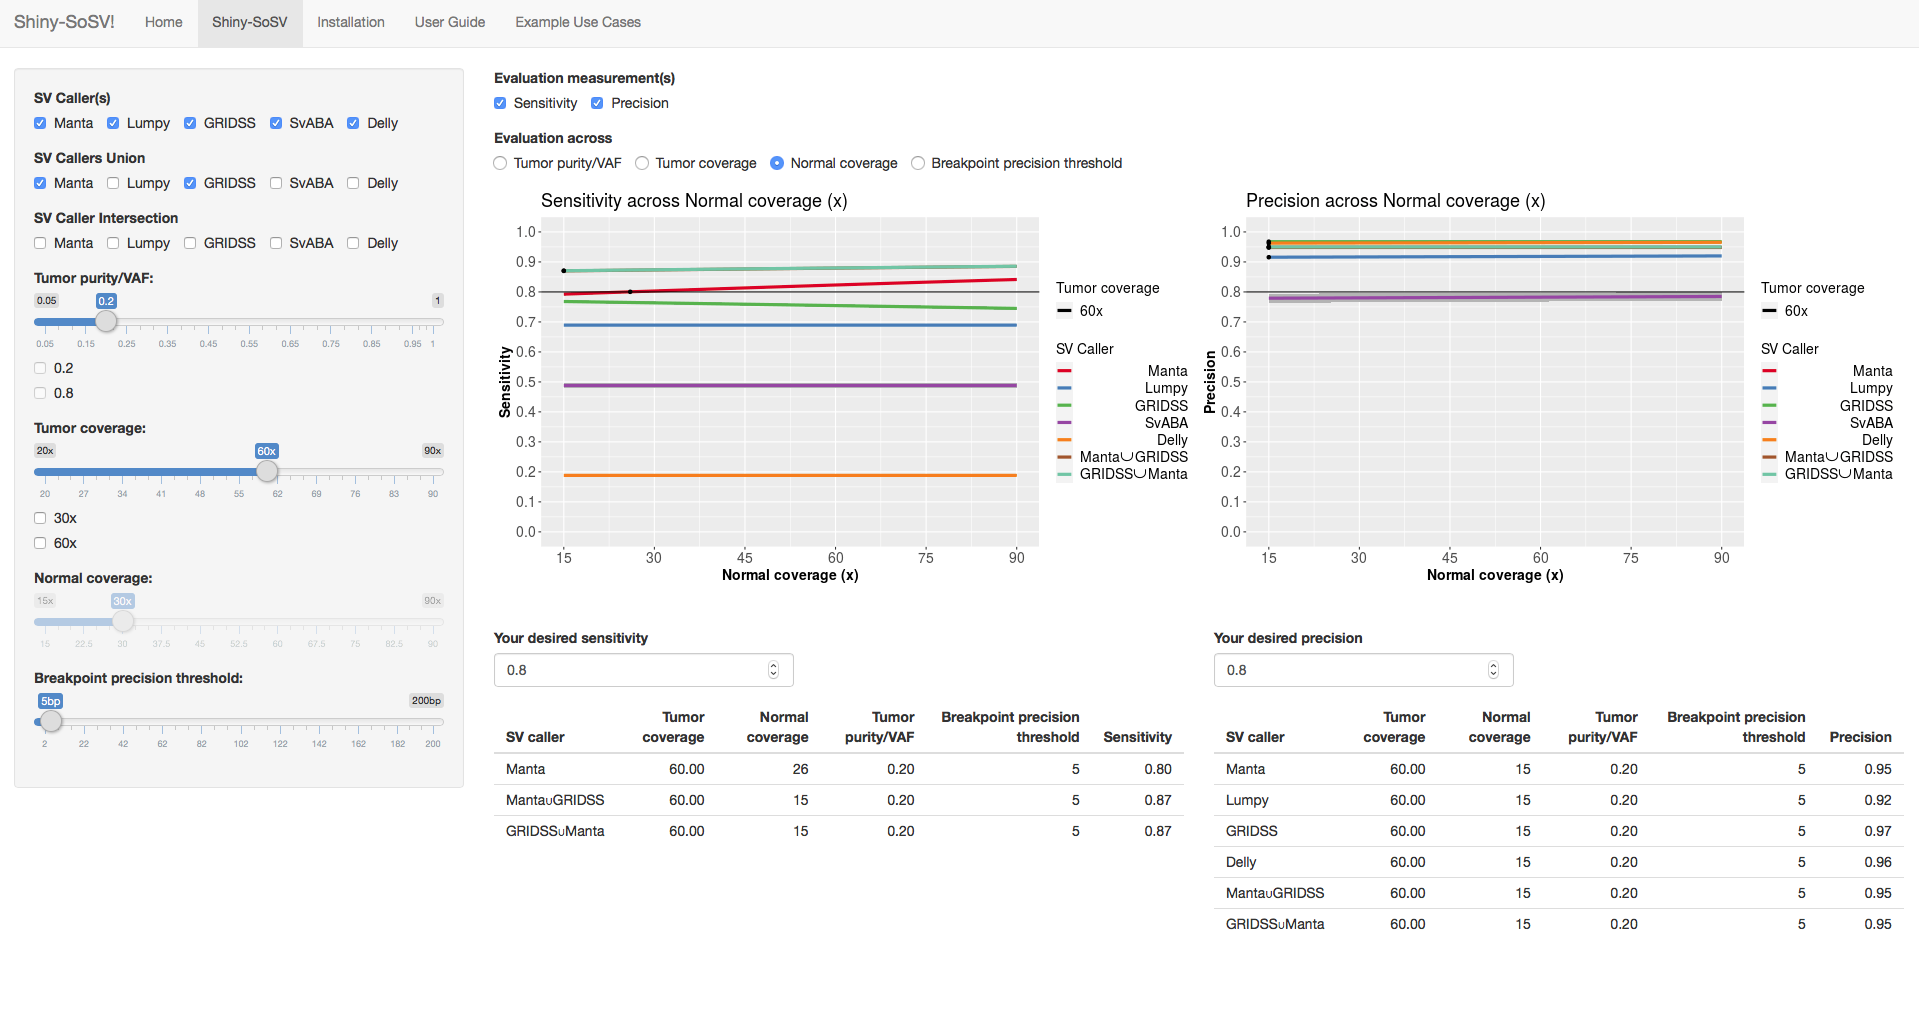 Shiny-SoSV! Home Shiny-SoSV Installation User Guide Example Use Cases
SV Caller(s)
Manta Lumpy GRIDSS SvABA Delly
SV Callers Union
Manta Lumpy GRIDSS SvABA Delly
SV Caller Intersection
Manta Lumpy GRIDSS SvABA Delly
Tumor purity/VAF:
0.05 0.2 1
0.05 0.15 0.25 0.35 0.45 0.55 0.65 0.75 0.85 0.95 1
0.2
0.8
Tumor coverage:
20x 60x 90x
20 27 34 41 48 55 62 69 76 83 90
30x
60x
Normal coverage:
15x 30x 90x
15 22.5 30 37.5 45 52.5 60 67.5 75 82.5 90
Breakpoint precision threshold:
5bp 200bp
2 22 42 62 82 102 122 142 162 182 200
Evaluation measurement(s)
Sensitivity Precision
Evaluation across
Tumor purity/VAF Tumor coverage Normal coverage Breakpoint precision threshold
Sensitivity across Normal coverage (x)
1.0
0.9
0.8
0.7
0.6
0.5
0.4
0.3
0.2
0.1
0.0
Sensitivity
15 30 45 60 75 90
Normal coverage (x)
Tumor coverage
60x
SV Caller
Manta
Lumpy
GRIDSS
SvABA
Delly
Manta∪GRIDSS
GRIDSS∪Manta
Precision across Normal coverage (x)
1.0
0.9
0.8
0.7
0.6
0.5
0.4
0.3
0.2
0.1
0.0
Precision
15 30 45 60 75 90
Normal coverage (x)
Tumor coverage
60x
SV Caller
Manta
Lumpy
GRIDSS
SvABA
Delly
Manta∪GRIDSS
GRIDSS∪Manta
Your desired sensitivity
0.8
Tumor Normal Tumor Breakpoint precision
SV caller coverage coverage purity/VAF threshold Sensitivity
Manta 60.00 26 0.20 5 0.80
Manta∪GRIDSS 60.00 15 0.20 5 0.87
GRIDSS∪Manta 60.00 15 0.20 5 0.87
Your desired precision
0.8
Tumor Normal Tumor Breakpoint precision
SV caller coverage coverage purity/VAF threshold Precision
Manta 60.00 15 0.20 5 0.95
Lumpy 60.00 15 0.20 5 0.92
GRIDSS 60.00 15 0.20 5 0.97
Delly 60.00 15 0.20 5 0.96
Manta∪GRIDSS 60.00 15 0.20 5 0.95
GRIDSS∪Manta 60.00 15 0.20 5 0.95